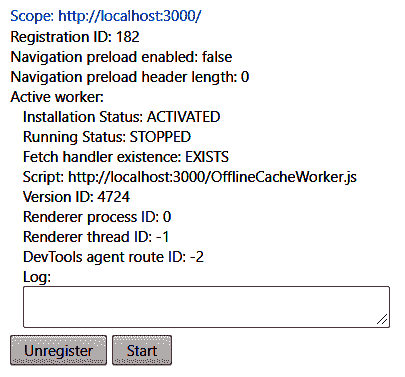 Scope: http://localhost:3000/
Registration ID: 182
Navigation preload enabled: false
Navigation preload header length: 0
Active worker:
Installation Status: ACTIVATED
Running Status: STOPPED
Fetch handler existence: EXISTS
Script: http://localhost:3000/OfflineCacheWorker.js
Version ID: 4724
Renderer process ID: 0
Renderer thread ID: -1
DevTools agent route ID: -2
Log:
Unregister Start